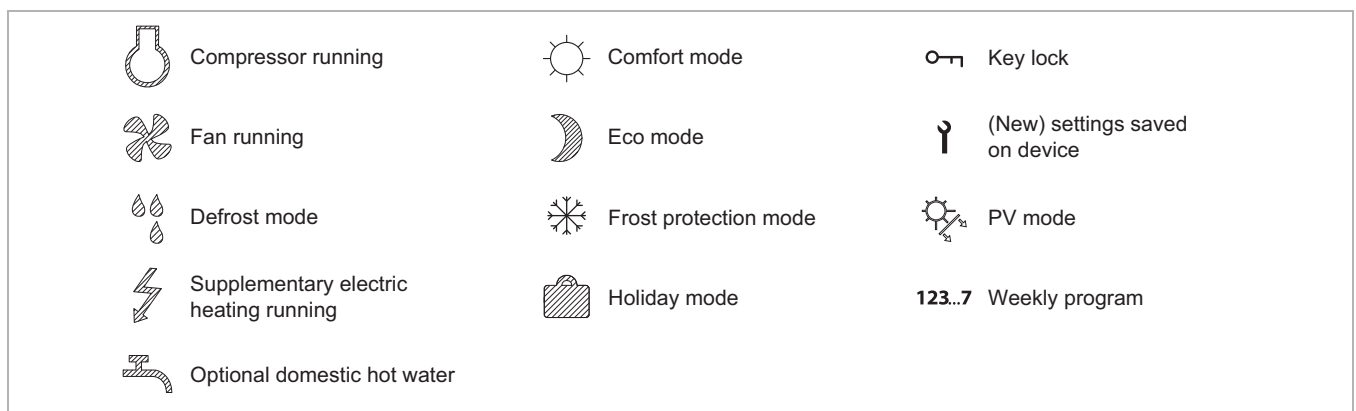 Compressor running
Comfort mode
Key lock
Fan running
Eco mode
(New) settings saved
on device
Defrost mode
Frost protection mode
PV mode
Supplementary electric
heating running
Holiday mode
123...7 Weekly program
Optional domestic hot water